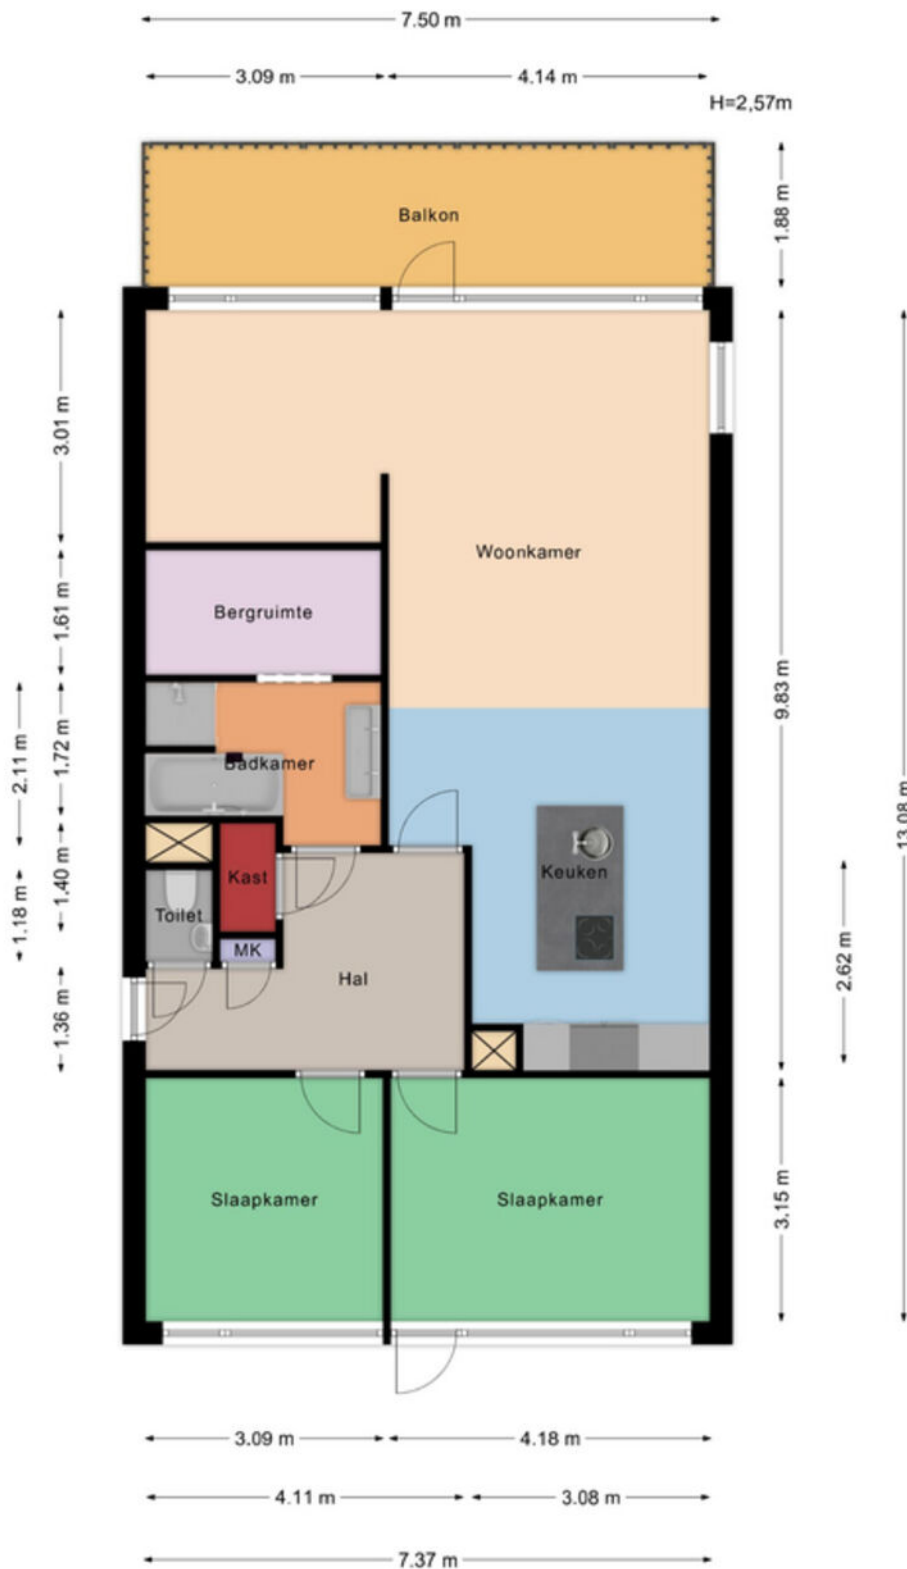 7.50 m
3.09 m
4.14 m
H=2,57m
Balkon
1.88 m
3.01 m
Woonkamer
Bergruimte
1.61 m
9.83 m
2.11 m
1.72 m
Badkamer
13.08 m
1.18 m
1.40 m
Kast
Keuken
Toilet
MK
Hal
2.62 m
1.36 m
Slaapkamer
Slaapkamer
3.15 m
3.09 m
4.18 m
4.11 m
3.08 m
7.37 m